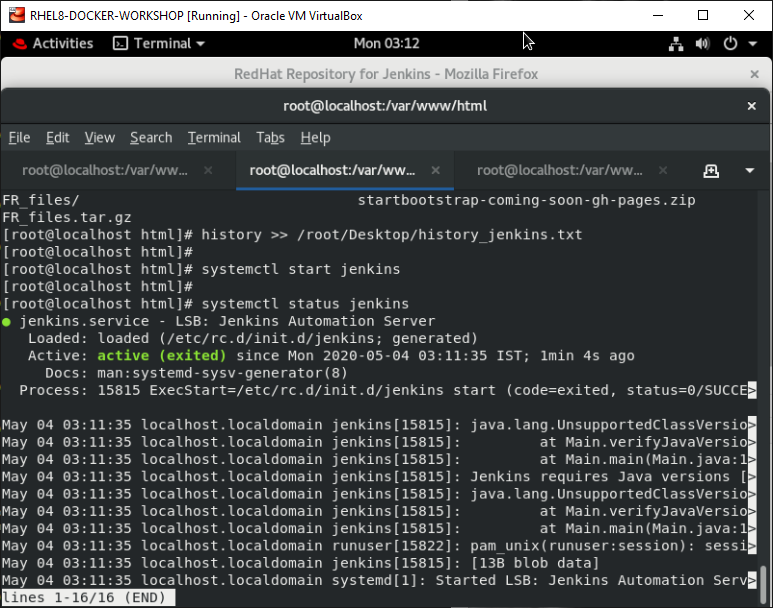 RHEL8-DOCKER-WORKSHOP [Running] - Oracle VM VirtualBox
Activities Terminal Mon 03:12
RedHat Repository for Jenkins - Mozilla Firefox
root@localhost:/var/www/html
File Edit View Search Terminal Tabs Help
root@localhost:/var/ww... root@localhost:/var/ww... root@localhost:/var/ww...
FR_files/ startbootstrap-coming-soon-gh-pages.zip
FR_files.tar.gz
[root@localhost html]# history >> /root/Desktop/history_jenkins.txt
[root@localhost html]#
[root@localhost html]# systemctl start jenkins
[root@localhost html]#
[root@localhost html]# systemctl status jenkins
● jenkins.service - LSB: Jenkins Automation Server
Loaded: loaded (/etc/rc.d/init.d/jenkins; generated)
Active: active (exited) since Mon 2020-05-04 03:11:35 IST; 1min 4s ago
Docs: man:systemd-sysv-generator(8)
Process: 15815 ExecStart=/etc/rc.d/init.d/jenkins start (code=exited, status=0/SUCCE>
May 04 03:11:35 localhost.localdomain jenkins[15815]: java.lang.UnsupportedClassVersio>
May 04 03:11:35 localhost.localdomain jenkins[15815]: at Main.verifyJavaVersio>
May 04 03:11:35 localhost.localdomain jenkins[15815]: at Main.main(Main.java:1>
May 04 03:11:35 localhost.localdomain jenkins[15815]: Jenkins requires Java versions [>
May 04 03:11:35 localhost.localdomain jenkins[15815]: java.lang.UnsupportedClassVersio>
May 04 03:11:35 localhost.localdomain jenkins[15815]: at Main.verifyJavaVersio>
May 04 03:11:35 localhost.localdomain jenkins[15815]: at Main.main(Main.java:1>
May 04 03:11:35 localhost.localdomain runuser[15822]: pam_unix(runuser:session): sessi>
May 04 03:11:35 localhost.localdomain jenkins[15815]: [13B blob data]
May 04 03:11:35 localhost.localdomain systemd[1]: Started LSB: Jenkins Automation Serv>
lines 1-16/16 (END)